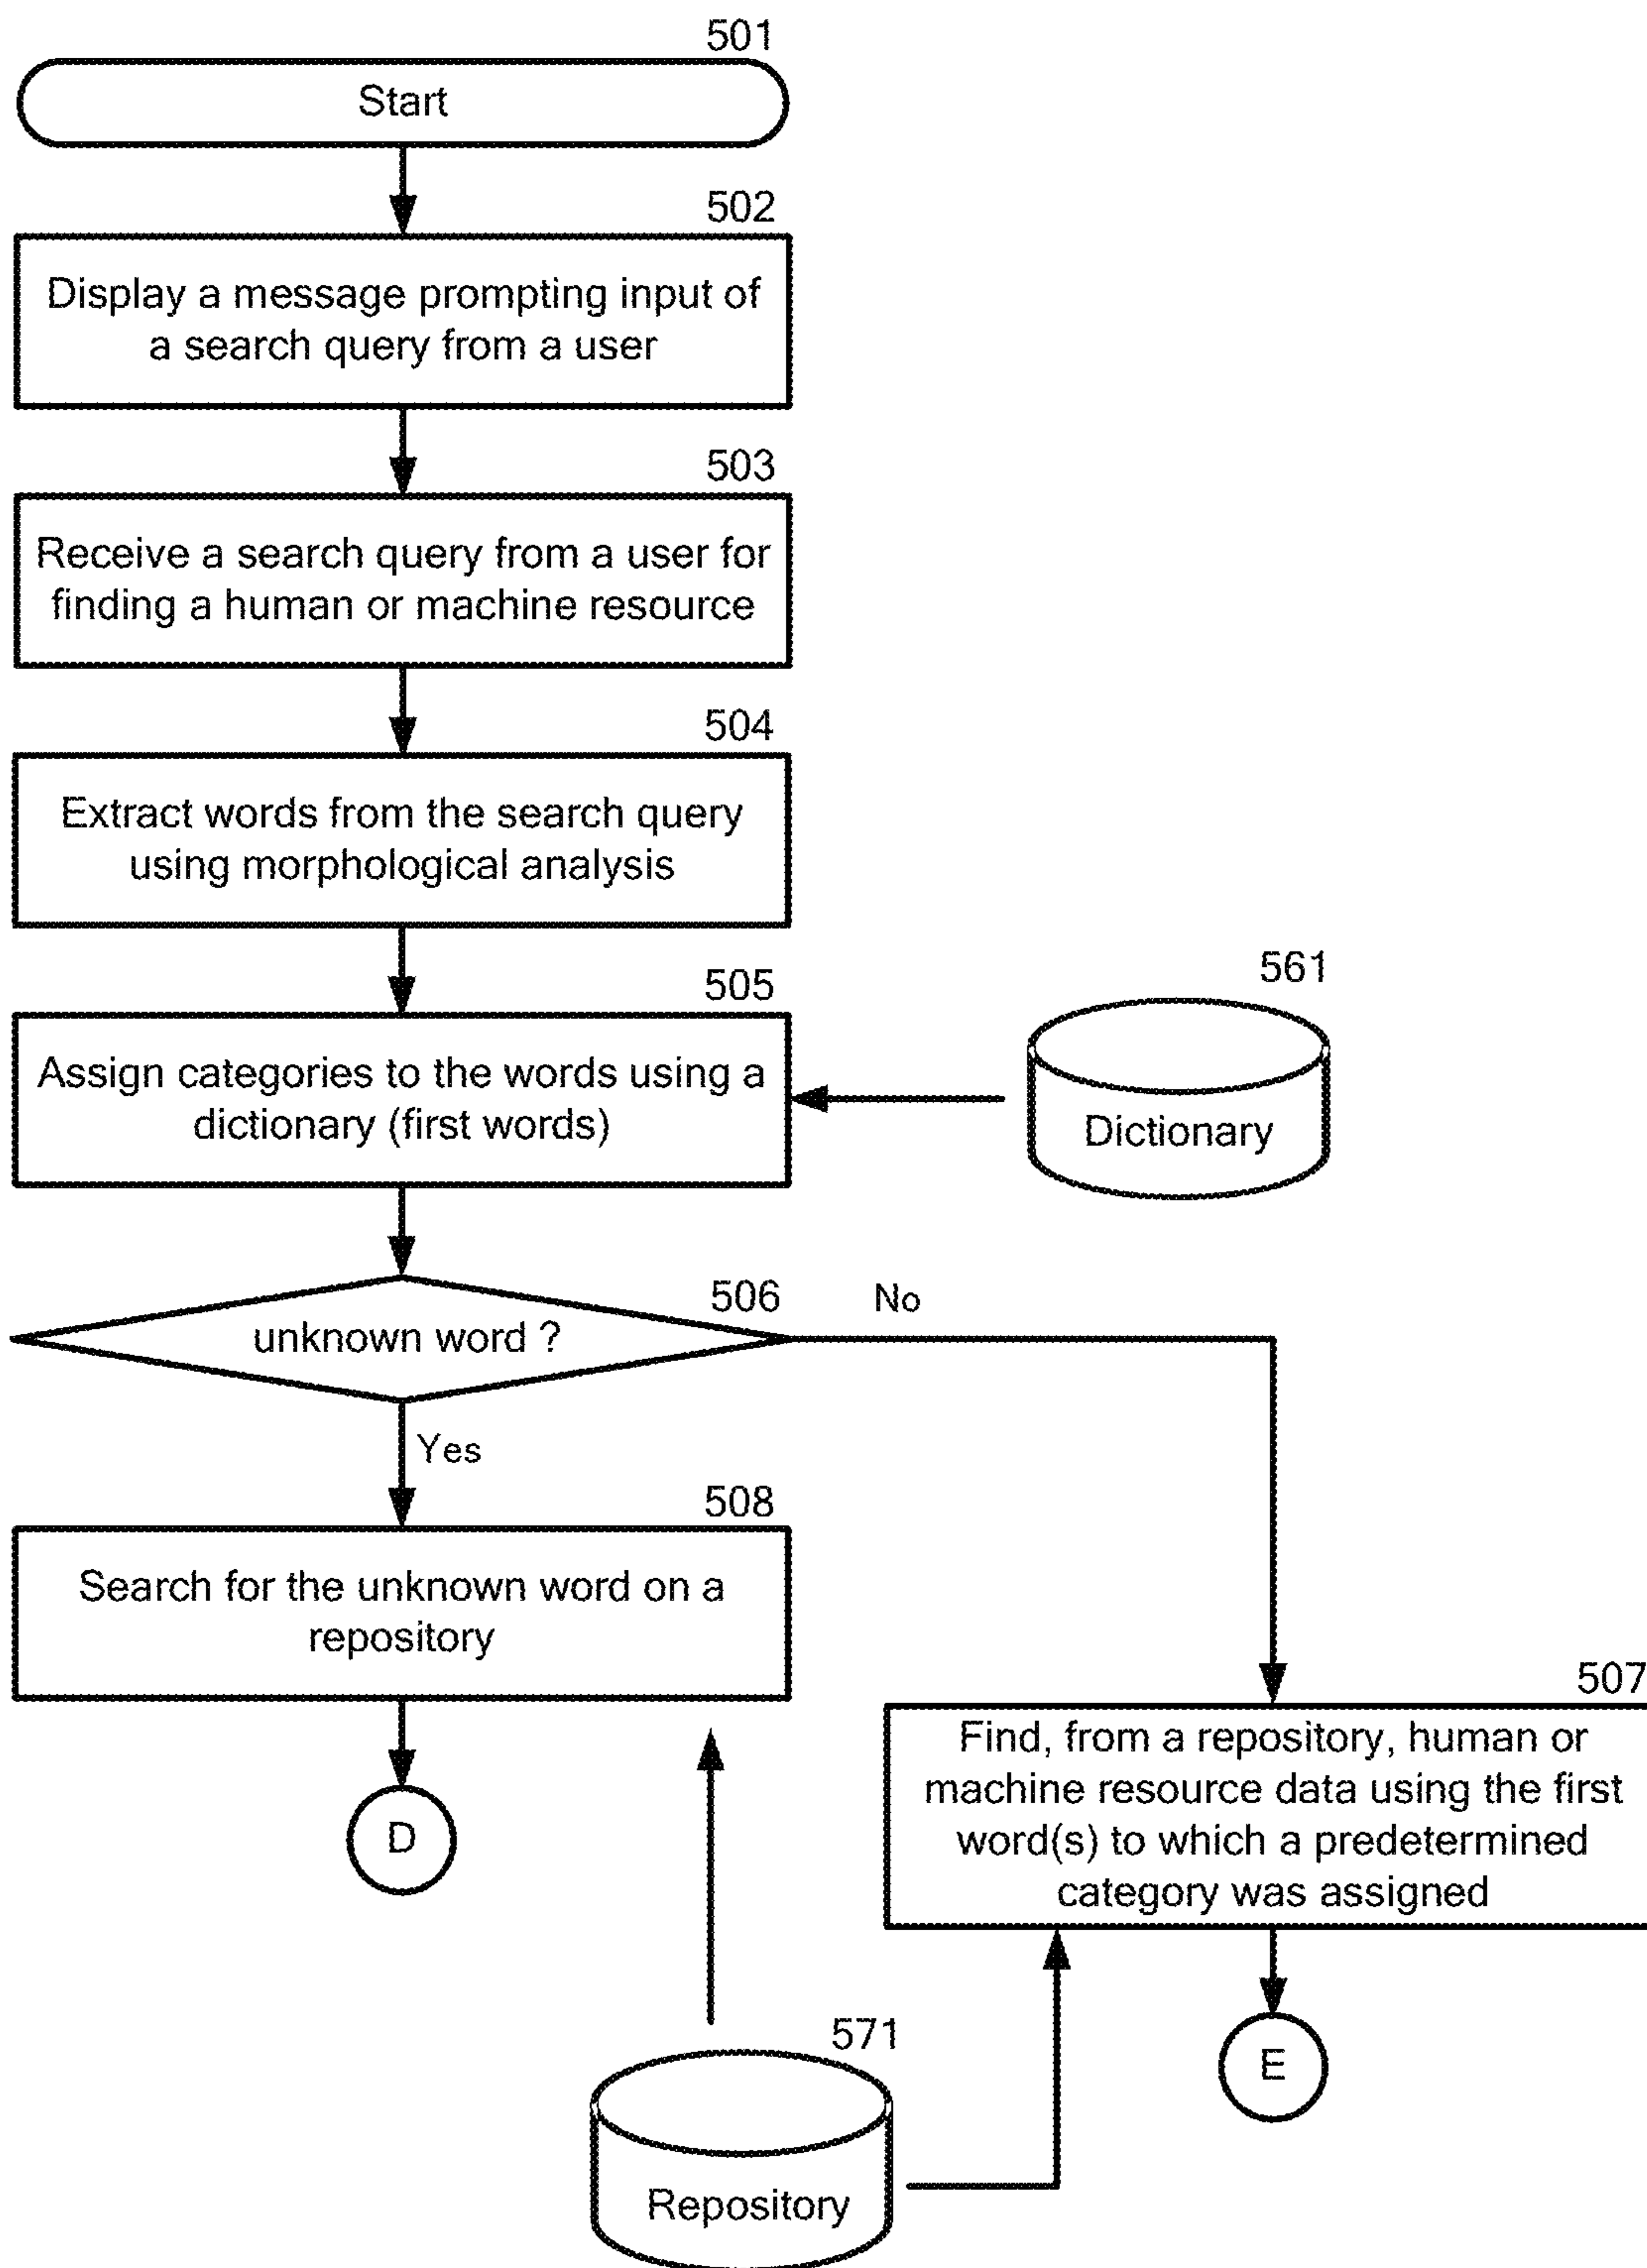 501
Start
502
Display a message prompting input of
a search query from a user
503
Receive a search query from a user for
finding a human or machine resource
504
Extract words from the search query
using morphological analysis
505
Assign categories to the words using a
dictionary (first words)
561
Dictionary
506
unknown word ?
No
Yes
508
Search for the unknown word on a
repository
D
507
Find, from a repository, human or
machine resource data using the first
word(s) to which a predetermined
category was assigned
E
571
Repository